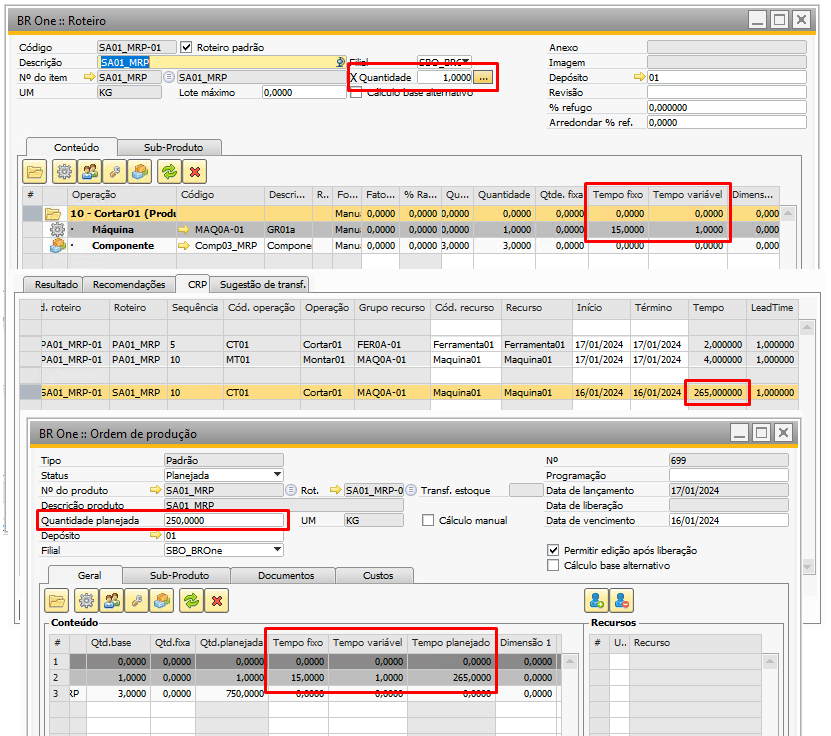 BR One :: Roteiro
Código SA01_MRP-01 Roteiro padrão Anexo
Descrição SA01_MRP Filial SBO_BRO Imagem
Nº do item SA01_MRP SA01_MRP X Quantidade 1,0000 ... Depósito 01
UM KG Lote máximo 0,0000 Cálculo base alternativo Revisão
% refugo 0,000000
Arredondar % ref. 0,0000
Conteúdo Sub-Produto
# Operação Código Descri... R.. Fo... Fato... % Ra... Qu... Quantidade Qtde. fixa Tempo fixo Tempo variável Dimens...
10 - Cortar01 (Produ Manua 0,0000 0,0000 0,0000 0,0000 0,0000 0,0000 0,0000 0,000
Máquina MAQ0A-01 GR01a Manua 0,0000 0,0000 0,0000 1,0000 0,0000 15,0000 1,0000 0,000
Componente Comp03_MRP Compone Manua 0,0000 0,0000 3,0000 3,0000 0,0000 0,0000 0,0000 0,000
Resultado Recomendações CRP Sugestão de transf.
d. roteiro Roteiro Sequência Cód. operação Operação Grupo recurso Cód. recurso Recurso Início Término Tempo LeadTime
PA01_MRP-01 PA01_MRP 5 CT01 Cortar01 FER0A-01 Ferramenta01 Ferramenta01 17/01/2024 17/01/2024 2,000000 1,000000
PA01_MRP-01 PA01_MRP 10 MT01 Montar01 MAQ0A-01 Maquina01 Maquina01 17/01/2024 17/01/2024 4,000000 1,000000
SA01_MRP-01 SA01_MRP 10 CT01 Cortar01 MAQ0A-01 Maquina01 Maquina01 16/01/2024 16/01/2024 265,000000 1,000000
BR One :: Ordem de produção
Tipo Padrão Nº 699
Status Planejada Programação
Nº do produto SA01_MRP Rot. SA01_MRP-0 Transf. estoque Data de lançamento 17/01/2024
Descrição produto SA01_MRP Data de liberação
Quantidade planejada 250,0000 UM KG Cálculo manual Data de vencimento 16/01/2024
Depósito 01
Filial SBO_BROne Permitir edição após liberação
Cálculo base alternativo
Geral Sub-Produto Documentos Custos
Conteúdo Recursos
# Qtd.base Qtd.fixa Qtd.planejada Tempo fixo Tempo variável Tempo planejado Dimensão 1 # U.. Recurso
1 0,0000 0,0000 0,0000 0,0000 0,0000 0,0000 0,0000
2 1,0000 0,0000 1,0000 15,0000 1,0000 265,0000 0,0000
3 RP 3,0000 0,0000 750,0000 0,0000 0,0000 0,0000 0,0000